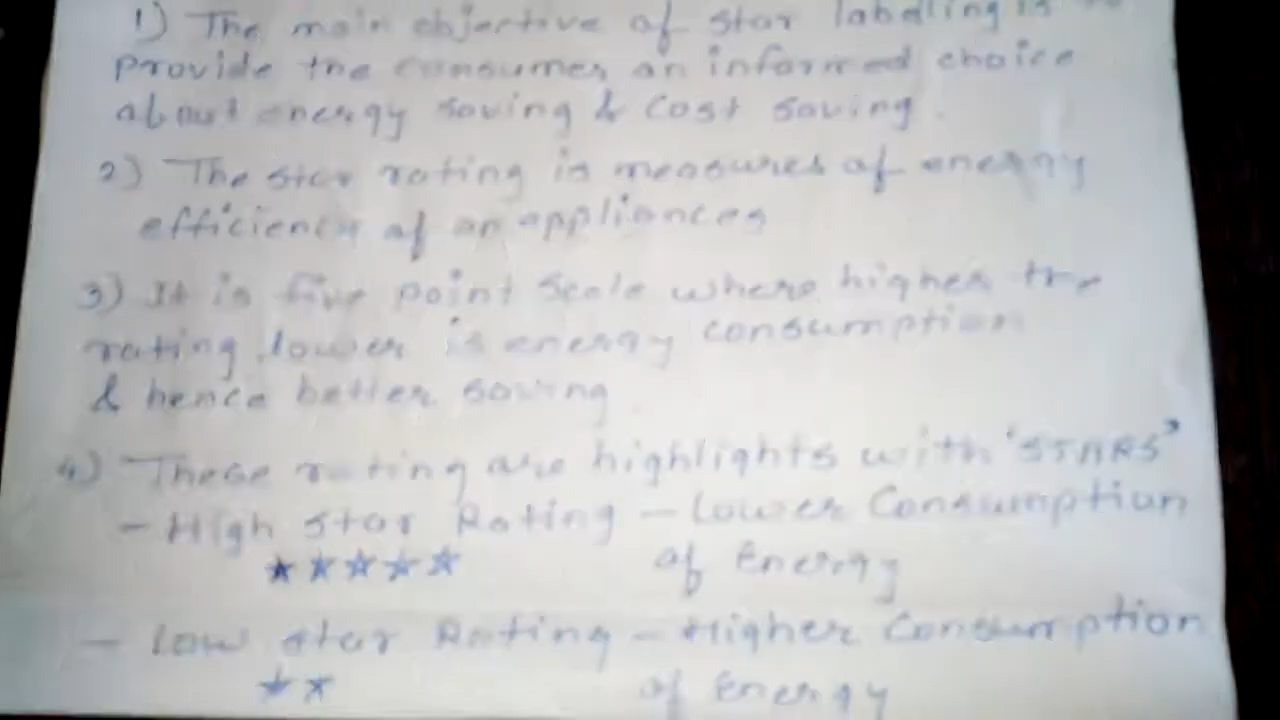 1) The main objective of star labeling is to
provide the consumer an informed choice
about energy saving & cost saving.
2) The star rating is measures of energy
efficiency of an appliances
3) It is five point Scale where higher the
rating, lower is energy consumption
& hence better saving
4) These rating are highlights with 'STARS'
- High star Rating - Lower Consumption
★★★★★ of Energy
- Low star Rating - Higher Consumption
★★ of Energy